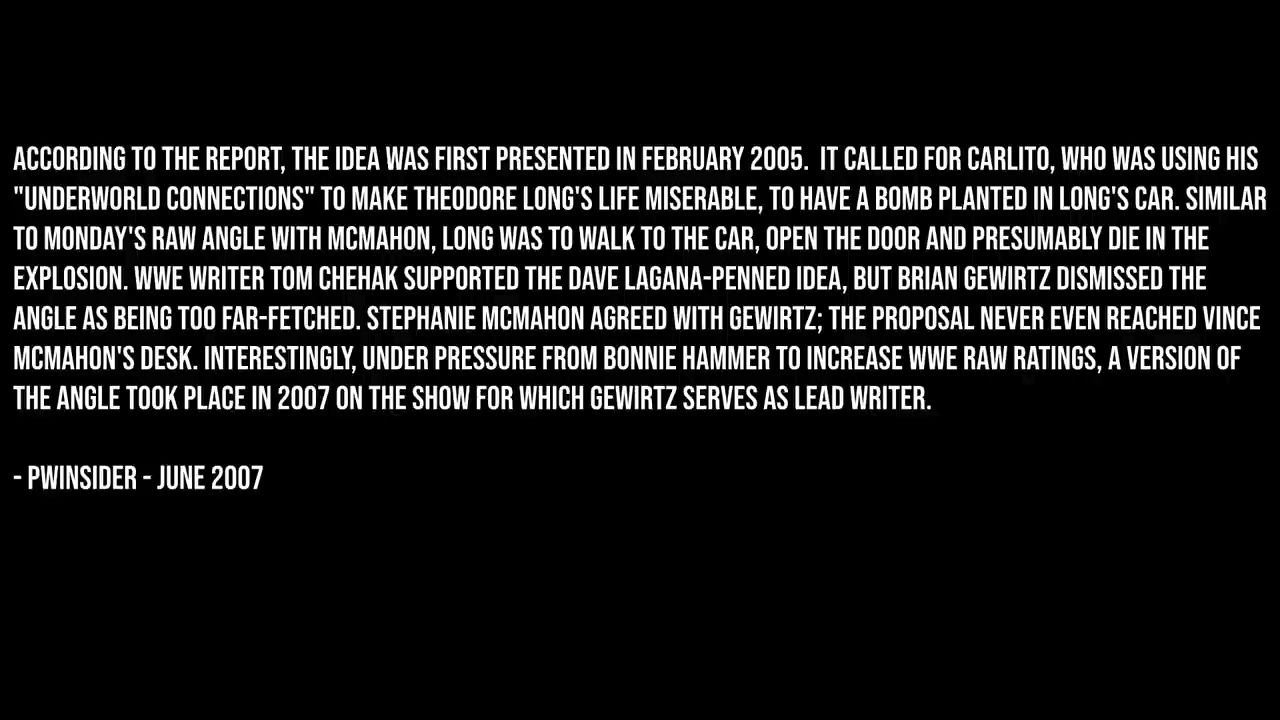 ACCORDING TO THE REPORT, THE IDEA WAS FIRST PRESENTED IN FEBRUARY 2005.  IT CALLED FOR CARLITO, WHO WAS USING HIS
"UNDERWORLD CONNECTIONS" TO MAKE THEODORE LONG'S LIFE MISERABLE, TO HAVE A BOMB PLANTED IN LONG'S CAR. SIMILAR
TO MONDAY'S RAW ANGLE WITH MCMAHON, LONG WAS TO WALK TO THE CAR, OPEN THE DOOR AND PRESUMABLY DIE IN THE
EXPLOSION. WWE WRITER TOM CHEHAK SUPPORTED THE DAVE LAGANA-PENNED IDEA, BUT BRIAN GEWIRTZ DISMISSED THE
ANGLE AS BEING TOO FAR-FETCHED. STEPHANIE MCMAHON AGREED WITH GEWIRTZ; THE PROPOSAL NEVER EVEN REACHED VINCE
MCMAHON'S DESK. INTERESTINGLY, UNDER PRESSURE FROM BONNIE HAMMER TO INCREASE WWE RAW RATINGS, A VERSION OF
THE ANGLE TOOK PLACE IN 2007 ON THE SHOW FOR WHICH GEWIRTZ SERVES AS LEAD WRITER.
- PWINSIDER - JUNE 2007